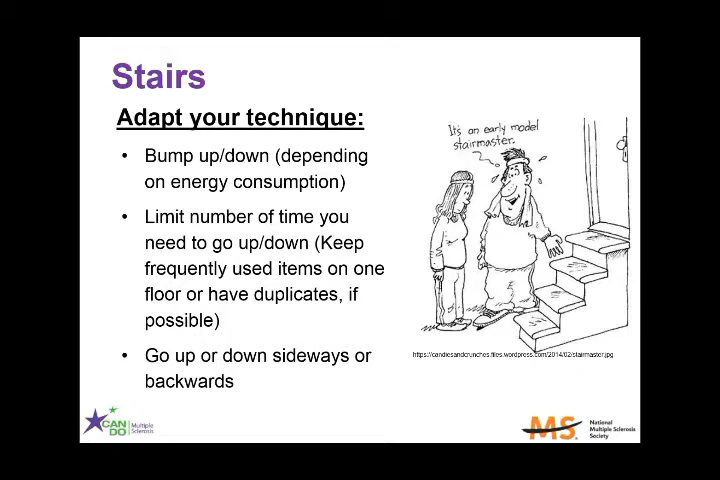 Stairs
Adapt your technique:
• Bump up/down (depending
on energy consumption)
• Limit number of time you
need to go up/down (Keep
frequently used items on one
floor or have duplicates, if
possible)
• Go up or down sideways or
backwards
It's an early model
stairmaster.
https://candiesandcrunches.files.wordpress.com/2014/02/stairmaster.jpg
CAN
DO
Multiple
Sclerosis
MS
National
Multiple Sclerosis
Society